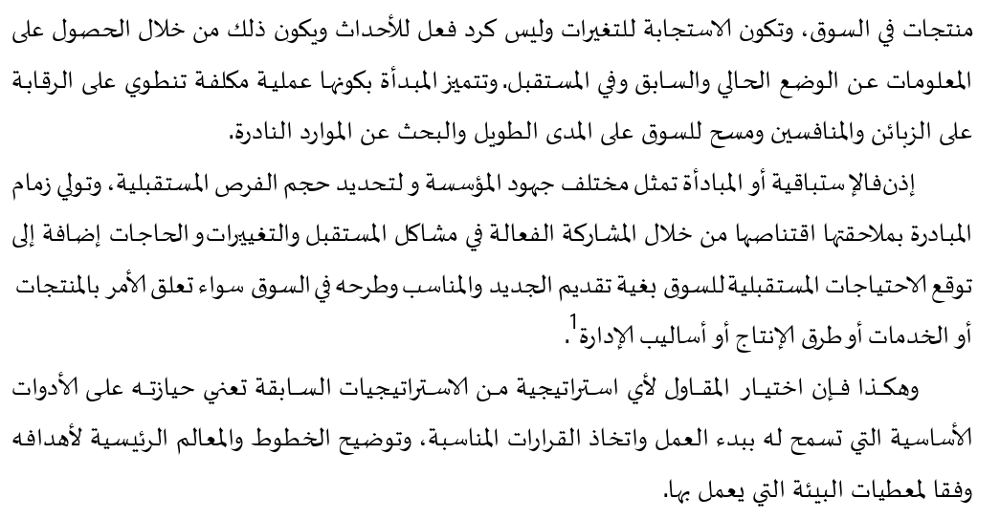 منتجات في السوق، وتكون الاستجابة للتغيرات وليس كرد فعل للأحداث ويكون ذلك من خلال الحصول على
المعلومات عن الوضع الحالي والسابق وفي المستقبل. وتتميز المبدأة بكونها عملية مكلفة تنطوي على الرقابة
على الزبائن والمنافسين ومسح للسوق على المدى الطويل والبحث عن الموارد النادرة.
إذن فالإستباقية أو المبادأة تمثل مختلف جهود المؤسسة و لتحديد حجم الفرص المستقبلية، وتولي زمام
المبادرة بملاحقتها اقتناصها من خلال المشاركة الفعالة في مشاكل المستقبل والتغييرات و الحاجات إضافة إلى
توقع الاحتياجات المستقبلية للسوق بغية تقديم الجديد والمناسب وطرحه في السوق سواء تعلق الأمر بالمنتجات
أو الخدمات أو طرق الإنتاج أو أساليب الإدارة1.
وهكذا فإن اختيار المقاول لأي استراتيجية من الاستراتيجيات السابقة تعني حيازته على الأدوات
الأساسية التي تسمح له ببدء العمل واتخاذ القرارات المناسبة، وتوضيح الخطوط والمعالم الرئيسية لأهدافه
وفقا لمعطيات البيئة التي يعمل بها.